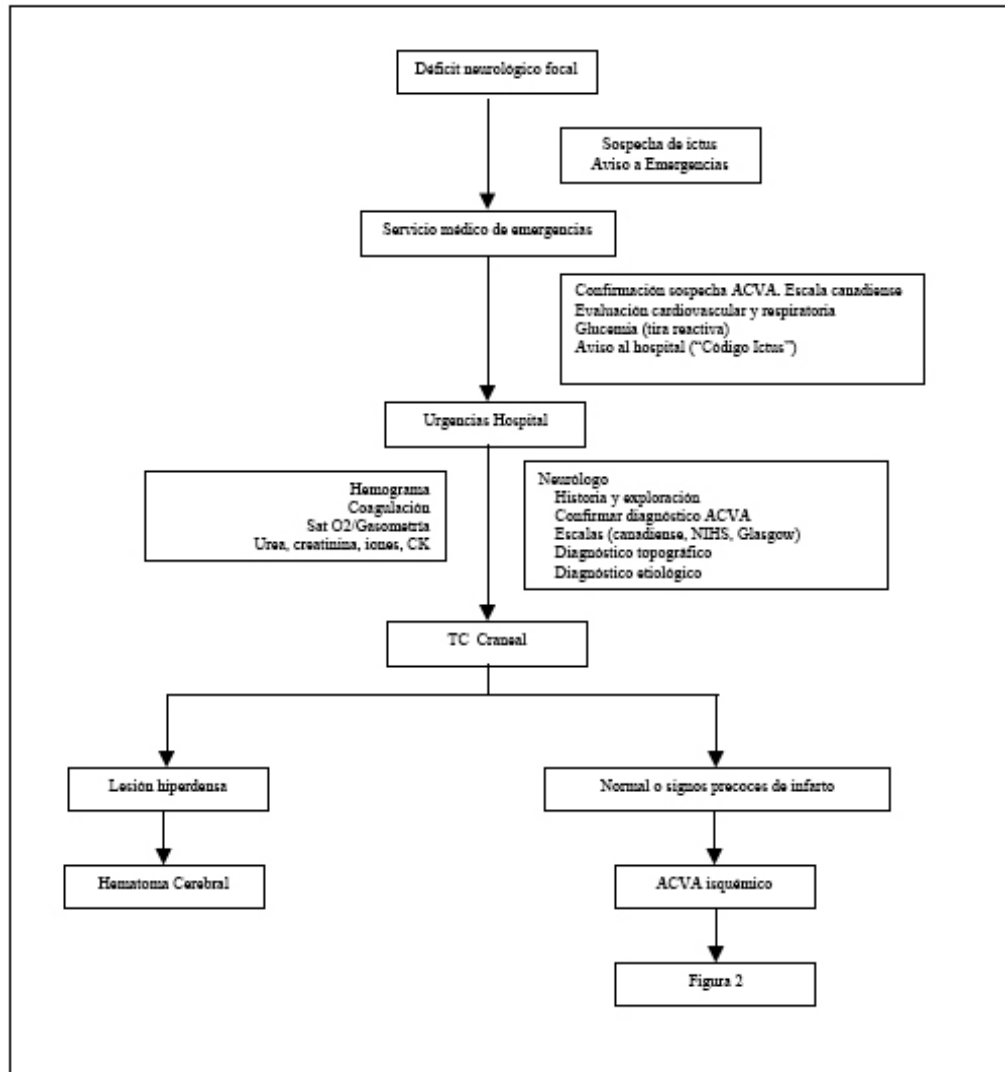 Déficit neurológico focal
Sospecha de ictus
Aviso a Emergencias
Servicio médico de emergencias
Confirmación sospecha ACVA. Escala canadiense
Evaluación cardiovascular y respiratoria
Glucemia (tira reactiva)
Aviso al hospital (“Código Ictus”)
Urgencias Hospital
Hemograma
Coagulación
Sat O2/Gasometría
Urea, creatinina, iones, CK
Neurólogo
Historia y exploración
Confirmar diagnóstico ACVA
Escalas (canadiense, NIHS, Glasgow)
Diagnóstico topográfico
Diagnóstico etiológico
TC Craneal
Lesión hiperdensa
Normal o signos precoces de infarto
Hematoma Cerebral
ACVA isquémico
Figura 2